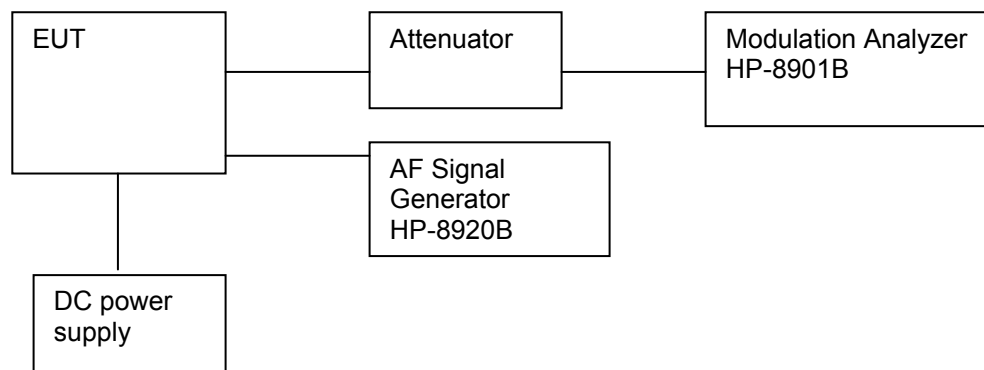 EUT
Attenuator
Modulation Analyzer
HP-8901B
AF Signal
Generator
HP-8920B
DC power
supply